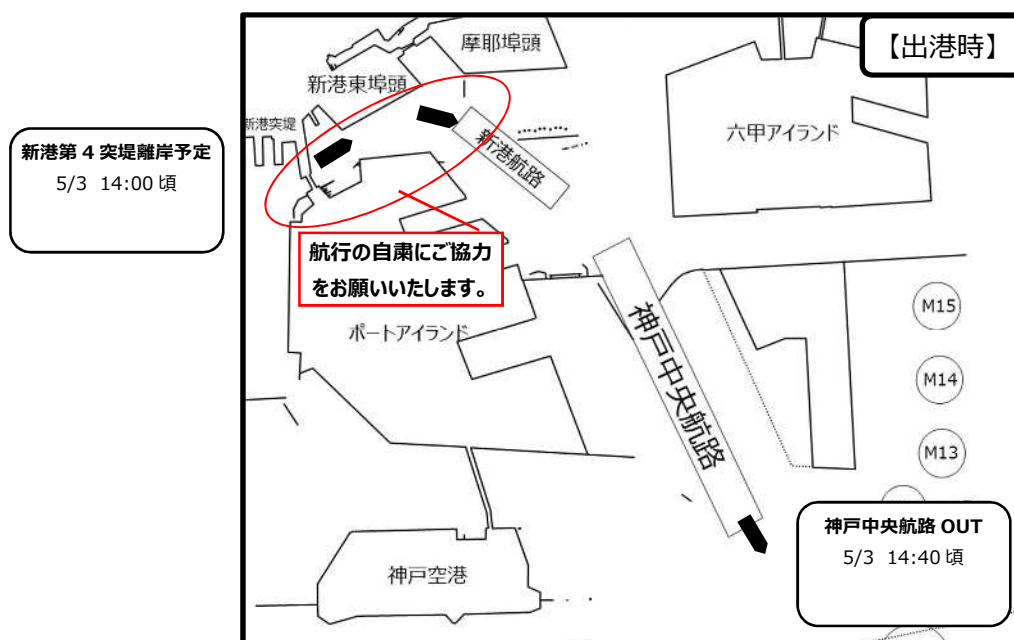 【出港時】
摩耶埠頭
新港東埠頭
新港突堤
新港航路
六甲アイランド
新港第 4 突堤離岸予定
5/3 14:00 頃
航行の自粛にご協力
をお願いいたします。
ポートアイランド
神戸中央航路
M15
M14
M13
神戸中央航路 OUT
5/3 14:40 頃
神戸空港